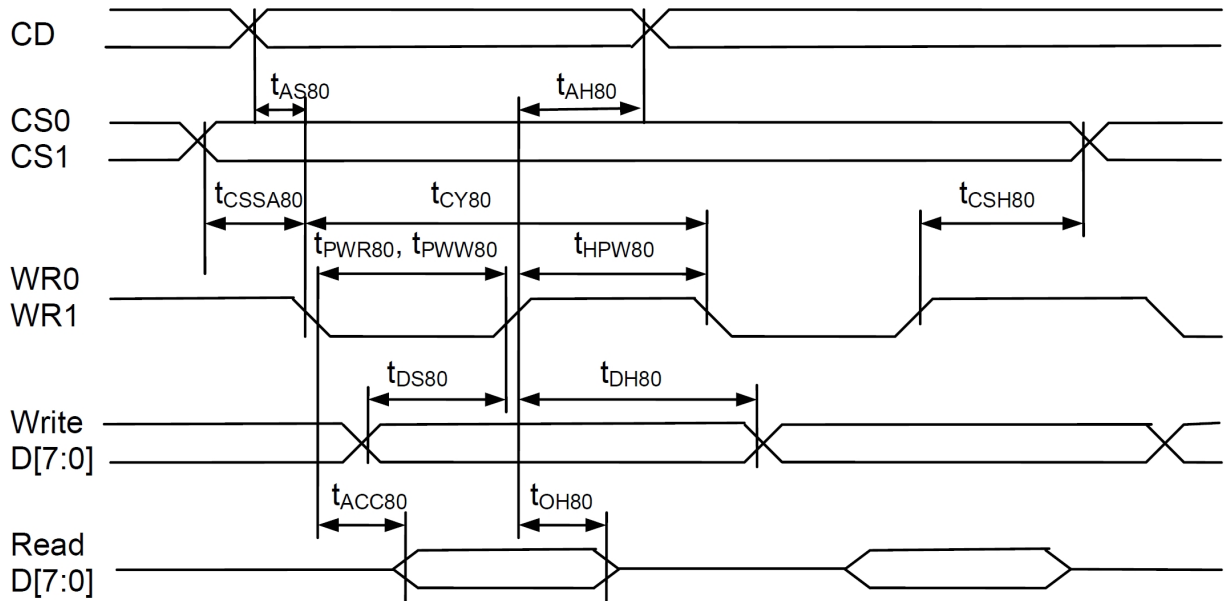 CD
tAS80
tAH80
CS0
CS1
tCSSA80
tCY80
tCSH80
tPWR80, tPWW80
tHPW80
WR0
WR1
tDS80
tDH80
Write
D[7:0]
tACC80
tOH80
Read
D[7:0]